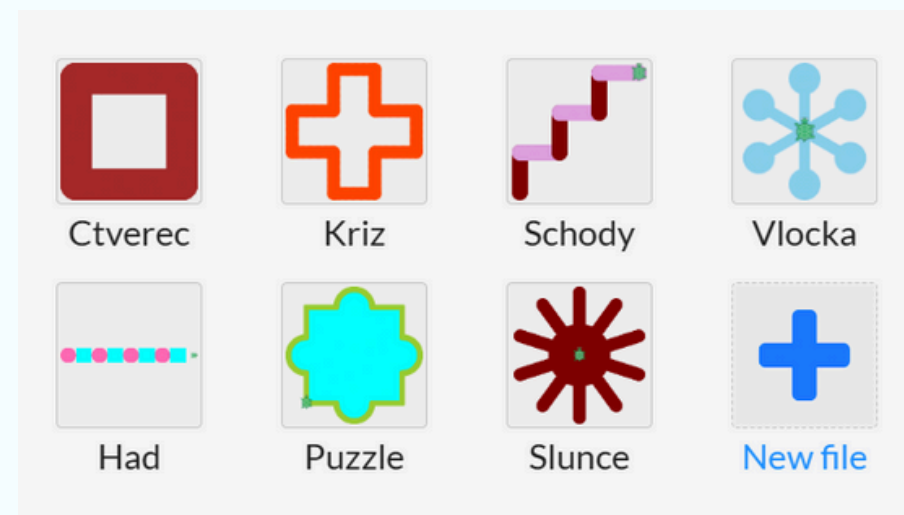 Ctverec
Kriz
Schody
Vlocka
Had
Puzzle
Slunce
New file